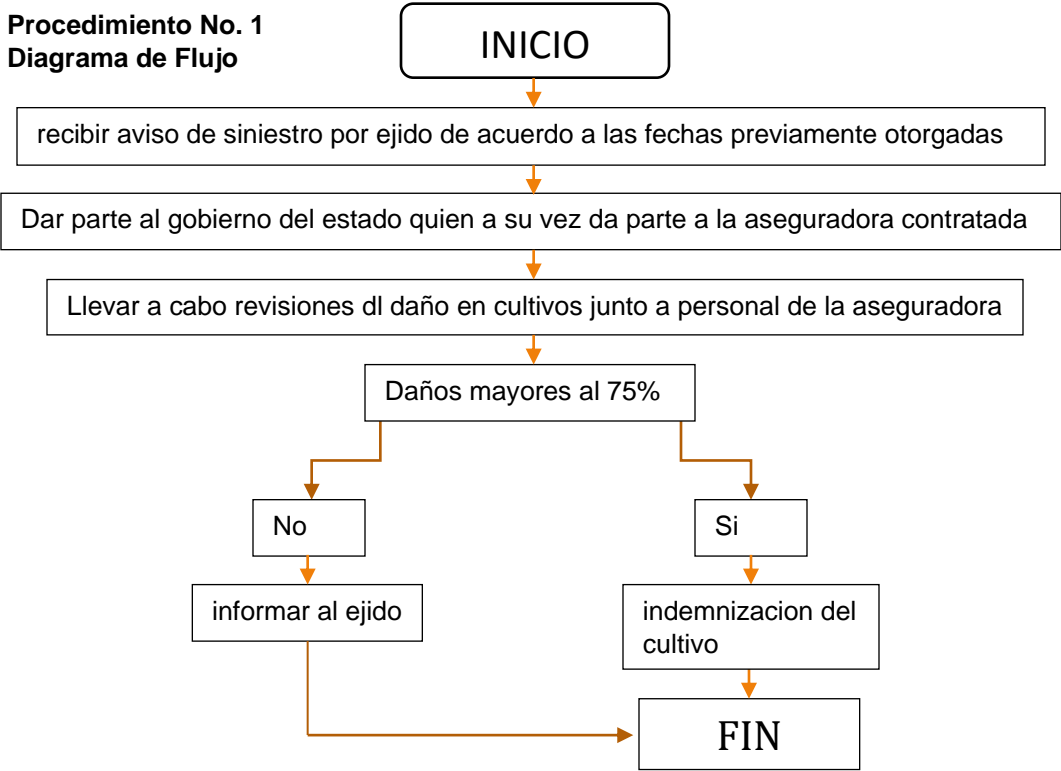 Procedimiento No. 1
Diagrama de Flujo
INICIO
recibir aviso de siniestro por ejido de acuerdo a las fechas previamente otorgadas
Dar parte al gobierno del estado quien a su vez da parte a la aseguradora contratada
Llevar a cabo revisiones dl daño en cultivos junto a personal de la aseguradora
Daños mayores al 75%
No
Si
informar al ejido
indemnizacion del
cultivo
FIN